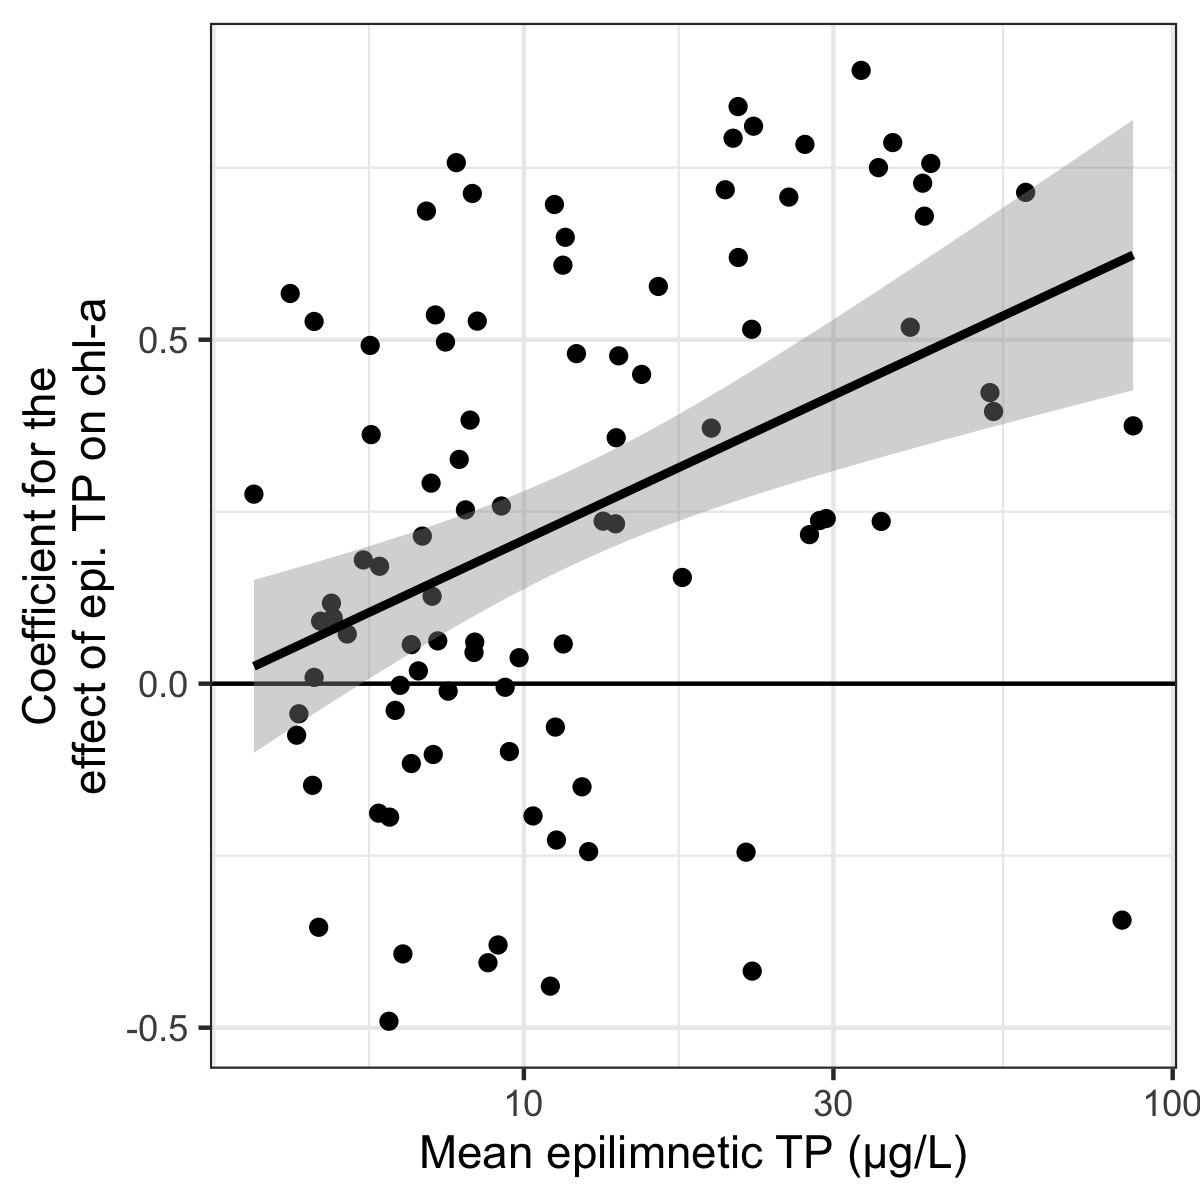 Coefficient for the
effect of epi. TP on chl-a
0.5
0.0
-0.5
10
30
100
Mean epilimnetic TP (µg/L)